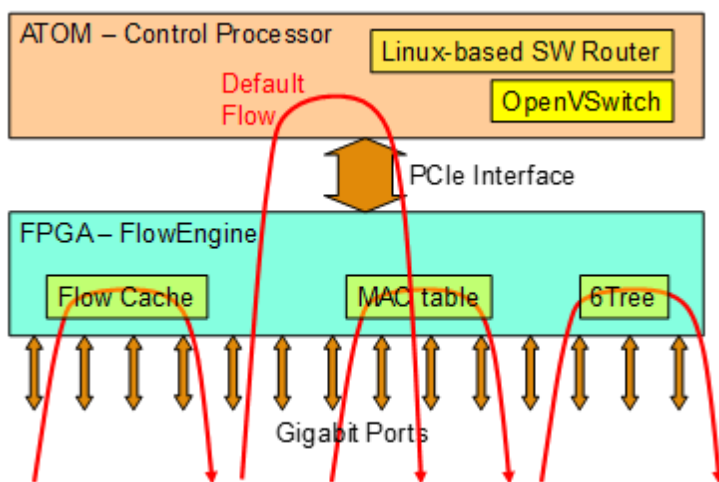 ATOM – Control Processor
Linux-based SW Router
Default
Flow
OpenVSwitch
PCIe Interface
FPGA – FlowEngine
Flow Cache
MAC table
6Tree
Gigabit Ports